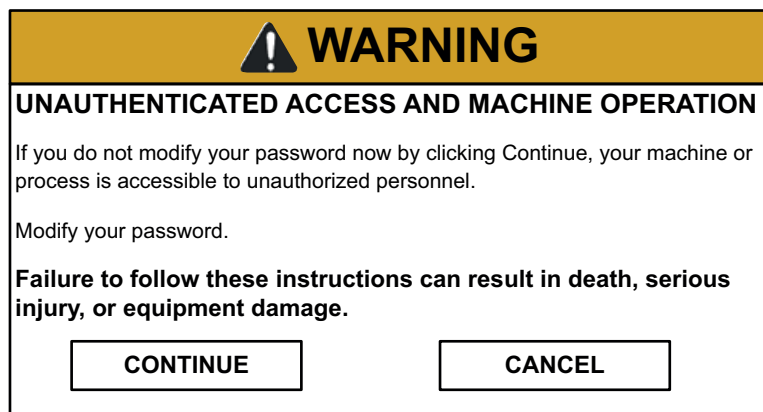 WARNING
UNAUTHENTICATED ACCESS AND MACHINE OPERATION
If you do not modify your password now by clicking Continue, your machine or
process is accessible to unauthorized personnel.
Modify your password.
Failure to follow these instructions can result in death, serious
injury, or equipment damage.
CONTINUE CANCEL